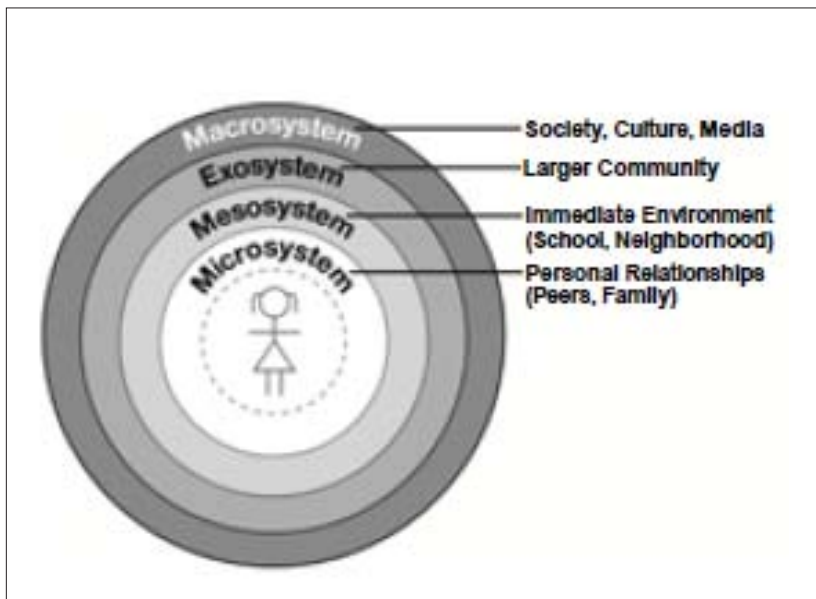 Macrosystem
Society, Culture, Media
Exosystem
Larger Community
Mesosystem
Immediate Environment
(School, Neighborhood)
Microsystem
Personal Relationships
(Peers, Family)